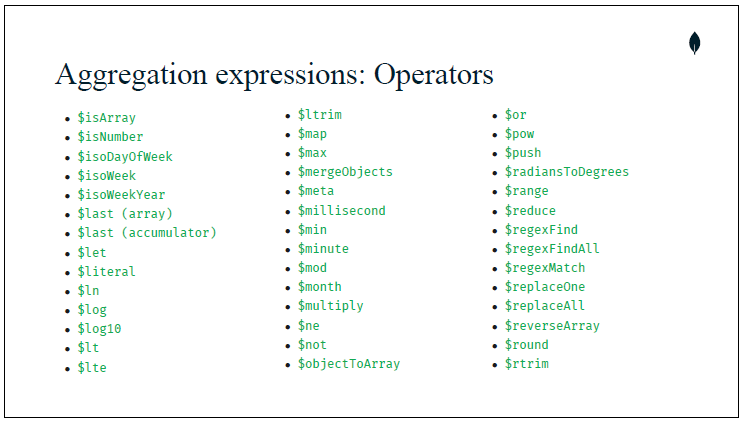 Aggregation expressions: Operators
$isArray
$isNumber
$isoDayOfWeek
$isoWeek
$isoWeekYear
$last (array)
$last (accumulator)
$let
$literal
$ln
$log
$log10
$lt
$lte
$ltrim
$map
$max
$mergeObjects
$meta
$millisecond
$min
$minute
$mod
$month
$multiply
$ne
$not
$objectToArray
$or
$pow
$push
$radiansToDegrees
$range
$reduce
$regexFind
$regexFindAll
$regexMatch
$replaceOne
$replaceAll
$reverseArray
$round
$rtrim